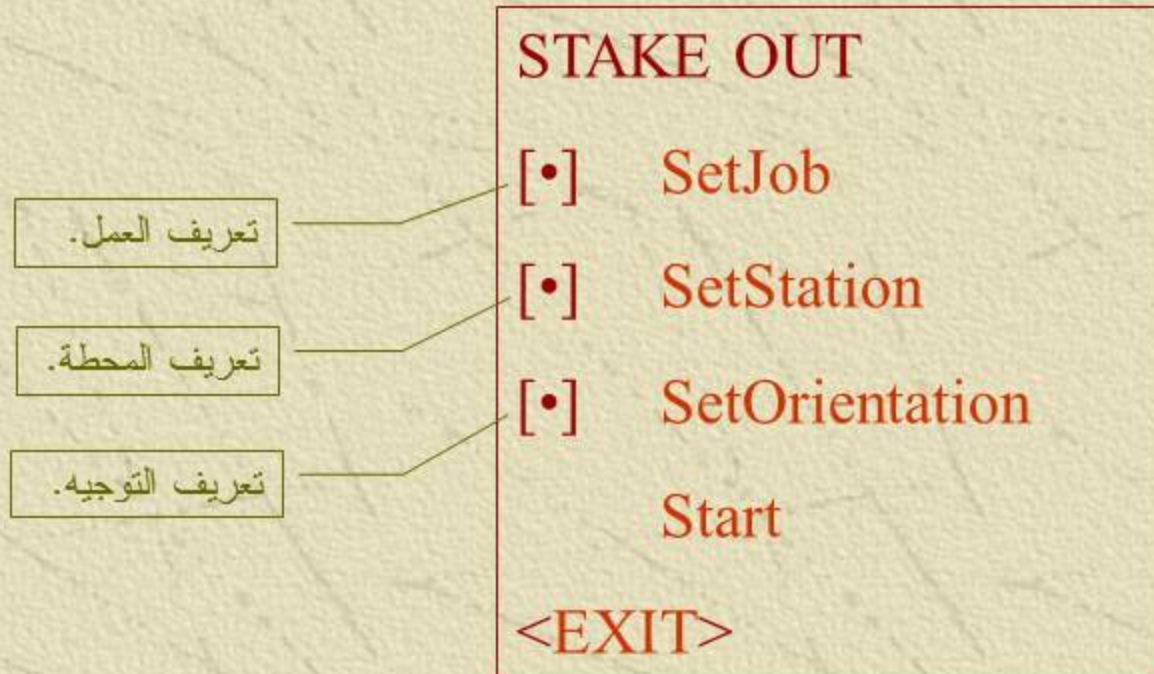 STAKE OUT
[•] SetJob
تعريف العمل.
[•] SetStation
تعريف المحطة.
[•] SetOrientation
تعريف التوجيه.
Start
<EXIT>